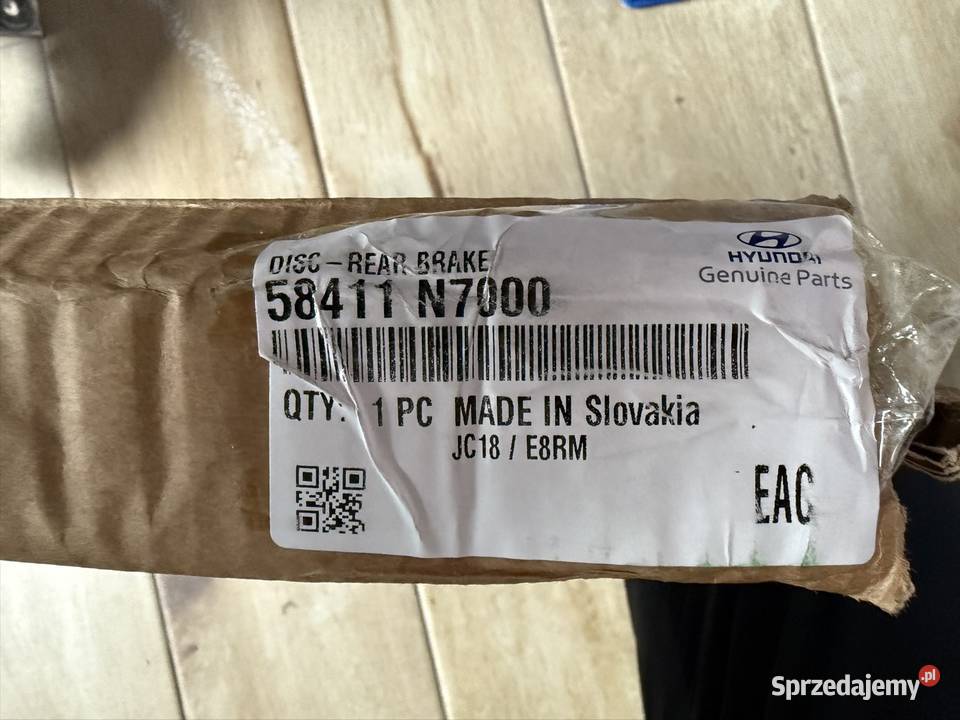 DISC - REAR BRAKE
58411 N7000
HYUNDAI
Genuine Parts
QTY: 1 PC MADE IN Slovakia
JC18 / E8RM
EAC
Sprzedajemy.pl